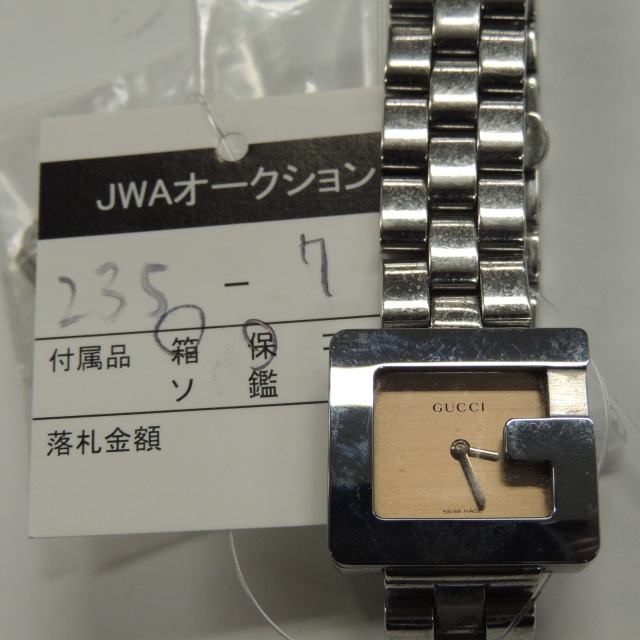 JWAオークション
235 - 7
付属品 箱 保
ソ 鑑
落札金額
GUCCI
SWISS MADE